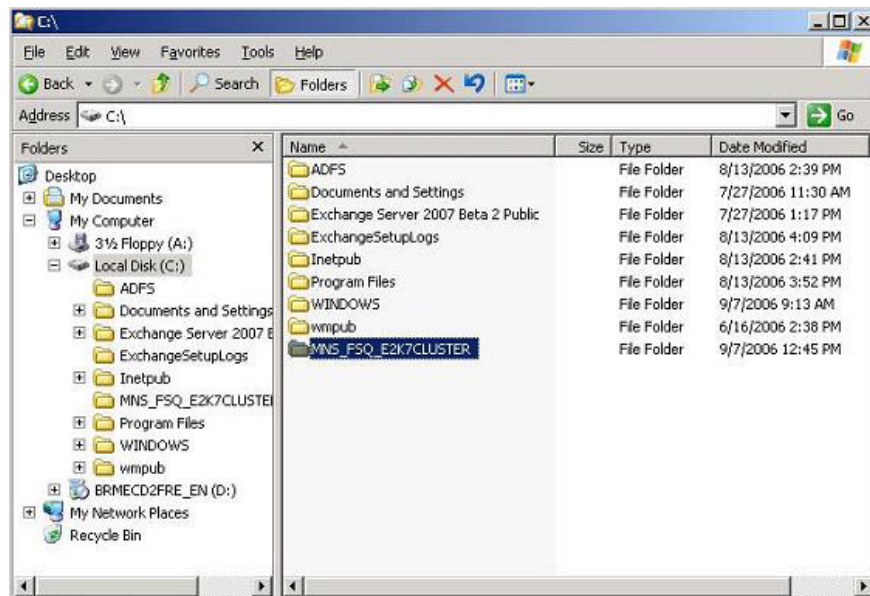 C:\
File Edit View Favorites Tools Help
Back Search Folders
Address C:\ Go
Folders
Desktop
My Documents
My Computer
3½ Floppy (A:)
Local Disk (C:)
ADFS
Documents and Settings
Exchange Server 2007 B
ExchangeSetupLogs
Inetpub
MNS_FSQ_E2K7CLUSTE
Program Files
WINDOWS
wmpub
BRMECD2FRE_EN (D:)
My Network Places
Recycle Bin
Name Size Type Date Modified
ADFS File Folder 8/13/2006 2:39 PM
Documents and Settings File Folder 7/27/2006 11:30 AM
Exchange Server 2007 Beta 2 Public File Folder 7/27/2006 1:17 PM
ExchangeSetupLogs File Folder 8/13/2006 4:09 PM
Inetpub File Folder 8/13/2006 2:41 PM
Program Files File Folder 8/13/2006 3:52 PM
WINDOWS File Folder 9/7/2006 9:13 AM
wmpub File Folder 6/16/2006 2:38 PM
MNS_FSQ_E2K7CLUSTER File Folder 9/7/2006 12:45 PM